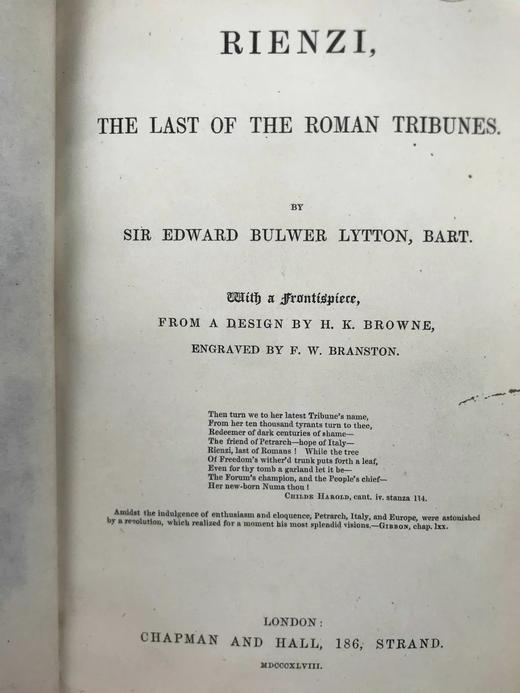 RIENZI,
THE LAST OF THE ROMAN TRIBUNES.
BY
SIR EDWARD BULWER LYTTON, BART.
With a Frontispiece,
FROM A DESIGN BY H. K. BROWNE,
ENGRAVED BY F. W. BRANSTON.
Then turn we to her latest Tribune's name,
From her ten thousand tyrants turn to thee,
Redeemer of dark centuries of shame—
The friend of Petrarch—hope of Italy—
Rienzi, last of Romans! While the tree
Of Freedom's wither'd trunk puts forth a leaf,
Even for thy tomb a garland let it be—
The Forum's champion, and the People's chief—
Her new-born Numa thou!
CHILDE HAROLD, cant. iv. stanza 114.
Amidst the indulgence of enthusiasm and eloquence, Petrarch, Italy, and Europe, were astonished
by a revolution, which realized for a moment his most splendid visions.—GIBBON, chap. lxx.
LONDON:
CHAPMAN AND HALL, 186, STRAND.
MDCCCXLVIII.